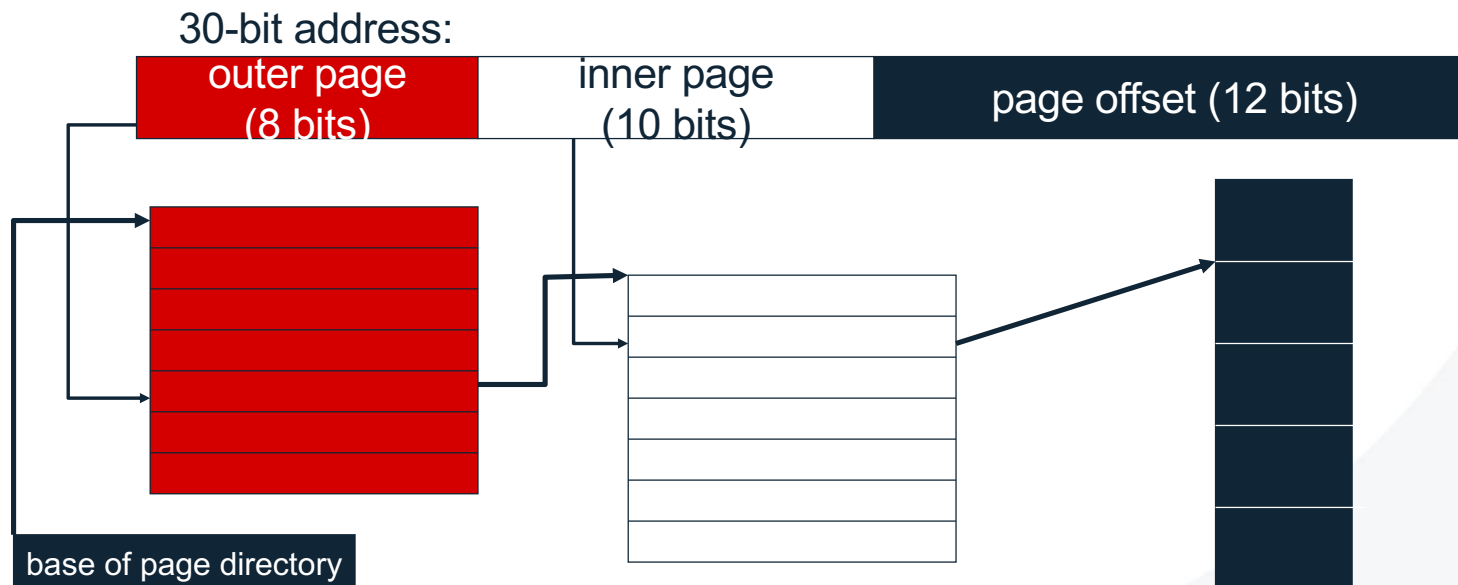 30-bit address:
outer page
(8 bits)
inner page
(10 bits)
page offset (12 bits)
base of page directory